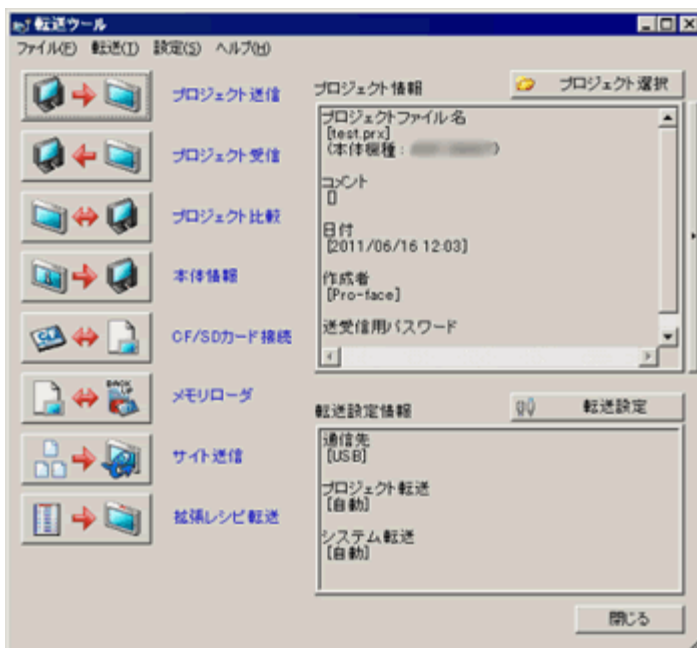 転送ツール
ファイル(F) 転送(T) 設定(S) ヘルプ(H)
プロジェクト送信
プロジェクト受信
プロジェクト比較
本体情報
CF/SDカード接続
メモリローダ
サイト送信
拡張レシピ転送
プロジェクト情報
プロジェクト選択
プロジェクトファイル名
[test.prx]
(本体機種: )
コメント
[]
日付
[2011/06/16 12:03]
作成者
[Pro-face]
送受信用パスワード
転送設定情報
転送設定
通信先
[USB]
プロジェクト転送
[自動]
システム転送
[自動]
閉じる